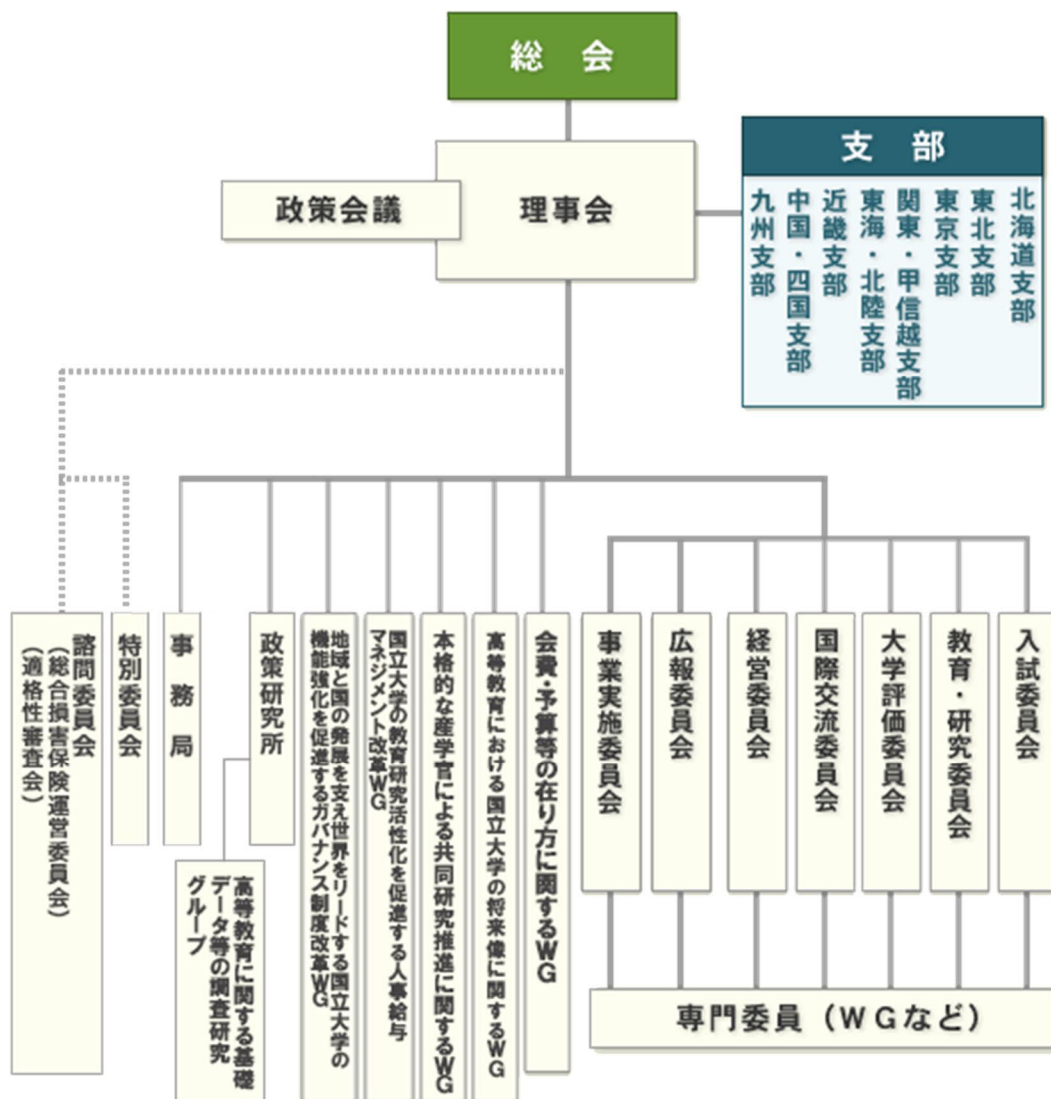 総　会
政策会議
理事会
支　部
北海道支部
東北支部
東京支部
関東・甲信越支部
東海・北陸支部
近畿支部
中国・四国支部
九州支部
入試委員会
教育・研究委員会
大学評価委員会
国際交流委員会
経営委員会
広報委員会
事業実施委員会
会費・予算等の在り方に関するＷＧ
高等教育における国立大学の将来像に関するＷＧ
本格的な産学官による共同研究推進に関するＷＧ
国立大学の教育研究活性化を促進する人事給与
マネジメント改革ＷＧ
地域と国の発展を支え世界をリードする国立大学の
機能強化を促進するガバナンス制度改革ＷＧ
政策研究所
事　務　局
特別委員会
諮問委員会
（総合損害保険運営委員会）
（適格性審査会）
高等教育に関する基礎
データ等の調査研究
グループ
専門委員（ＷＧなど）